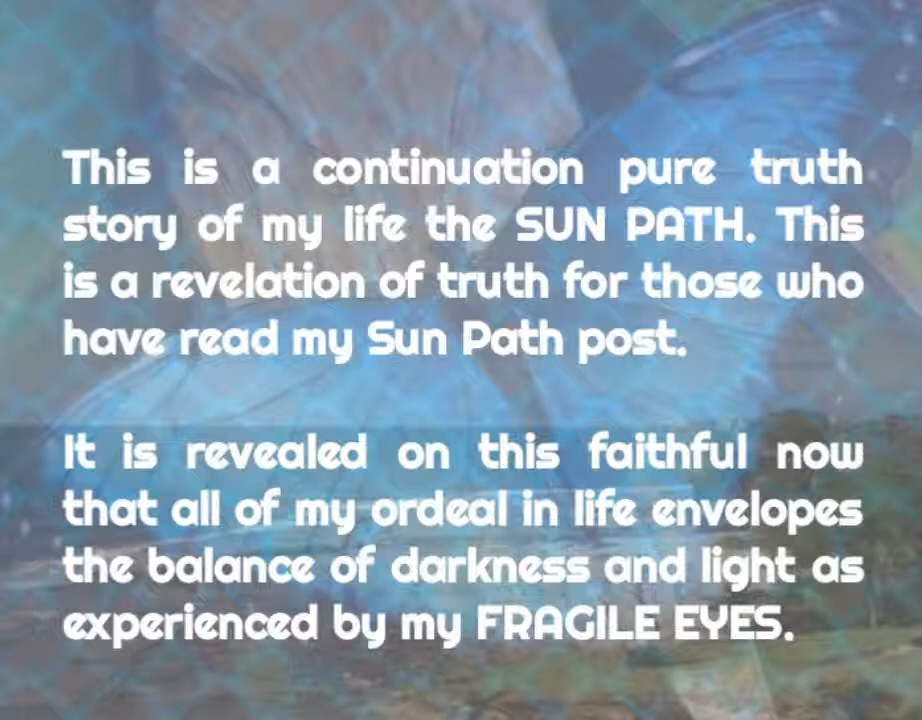 This is a continuation pure truth
story of my life the SUN PATH. This
is a revelation of truth for those who
have read my Sun Path post.
It is revealed on this faithful now
that all of my ordeal in life envelopes
the balance of darkness and light as
experienced by my FRAGILE EYES.